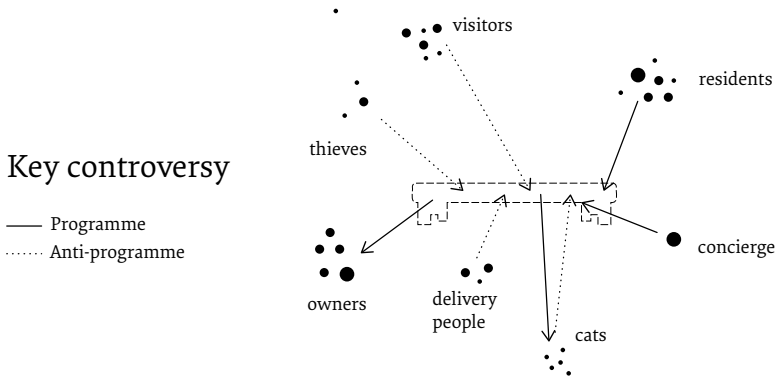 visitors
residents
thieves
Key controversy
Programme
Anti-programme
concierge
owners
delivery
people
cats